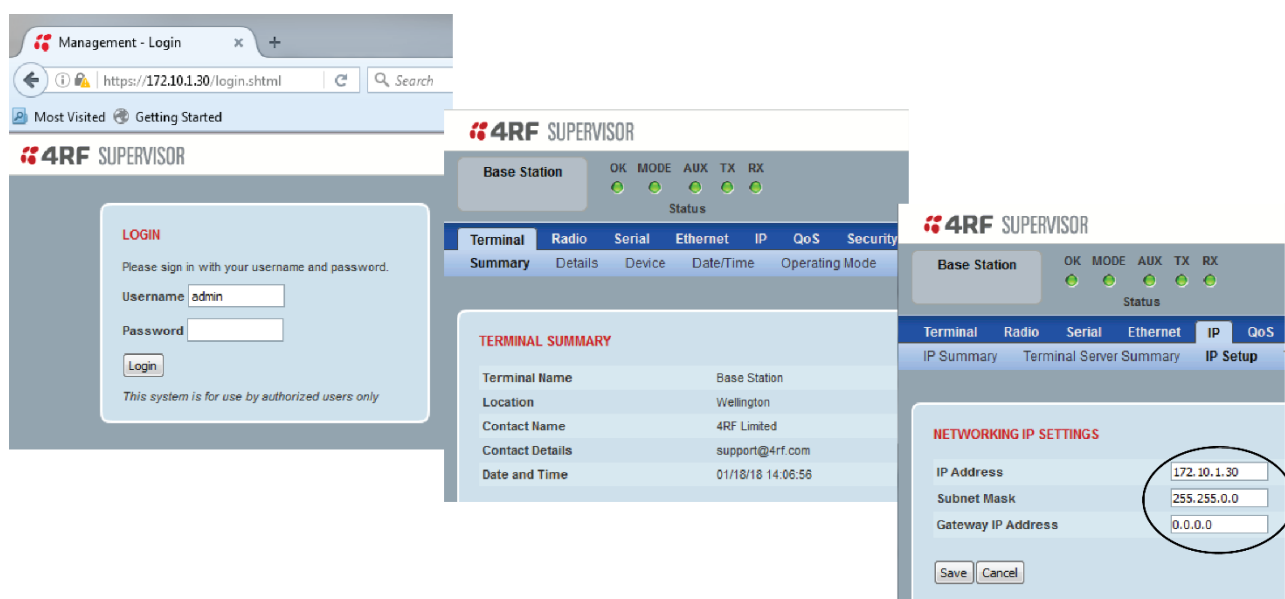 Management - Login
https://172.10.1.30/login.shtml
Search
Most Visited Getting Started
4RF SUPERVISOR
LOGIN
Please sign in with your username and password.
Username admin
Password
Login
This system is for use by authorized users only
4RF SUPERVISOR
Base Station
OK MODE AUX TX RX
Status
Terminal Radio Serial Ethernet IP QoS Security
Summary Details Device Date/Time Operating Mode
TERMINAL SUMMARY
Terminal Name Base Station
Location Wellington
Contact Name 4RF Limited
Contact Details support@4rf.com
Date and Time 01/18/18 14:06:56
4RF SUPERVISOR
Base Station
OK MODE AUX TX RX
Status
Terminal Radio Serial Ethernet IP QoS
IP Summary Terminal Server Summary IP Setup
NETWORKING IP SETTINGS
IP Address 172.10.1.30
Subnet Mask 255.255.0.0
Gateway IP Address 0.0.0.0
Save Cancel